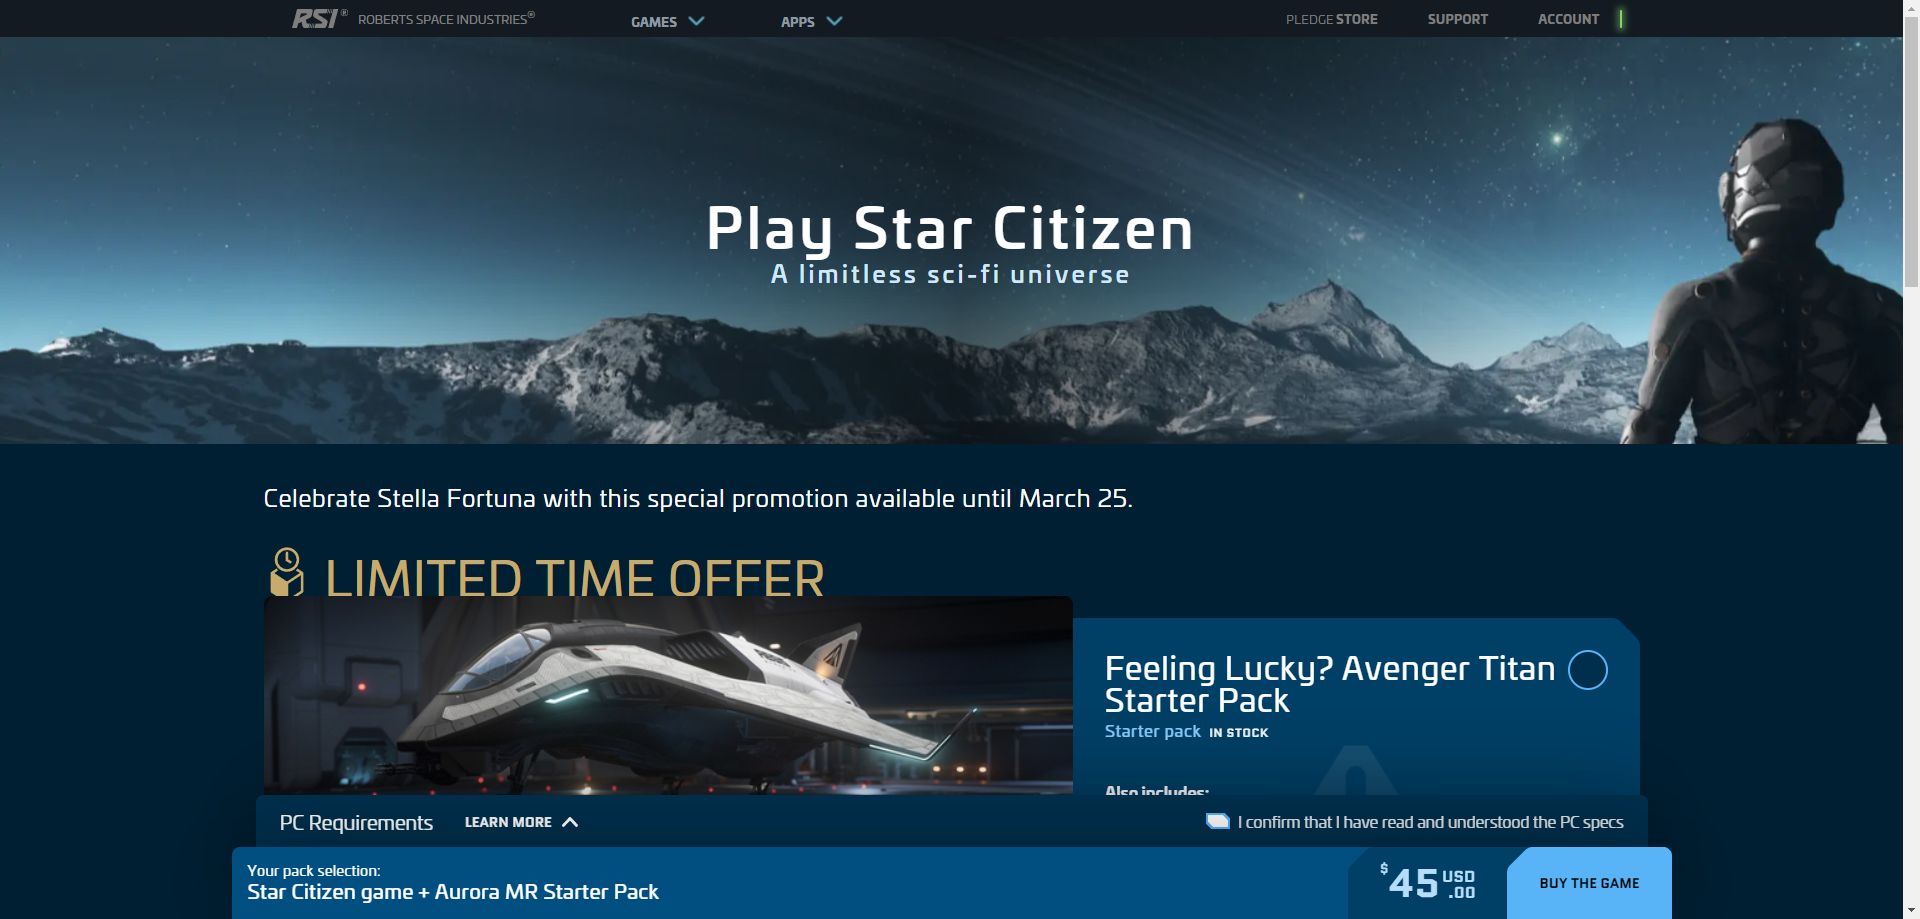 RSI® ROBERTS SPACE INDUSTRIES® GAMES APPS PLEDGE STORE SUPPORT ACCOUNT
Play Star Citizen
A limitless sci-fi universe
Celebrate Stella Fortuna with this special promotion available until March 25.
LIMITED TIME OFFER
Feeling Lucky? Avenger Titan
Starter Pack
Starter pack IN STOCK
Also includes:
PC Requirements LEARN MORE I confirm that I have read and understood the PC specs
Your pack selection:
Star Citizen game + Aurora MR Starter Pack
$45 USD .00
BUY THE GAME